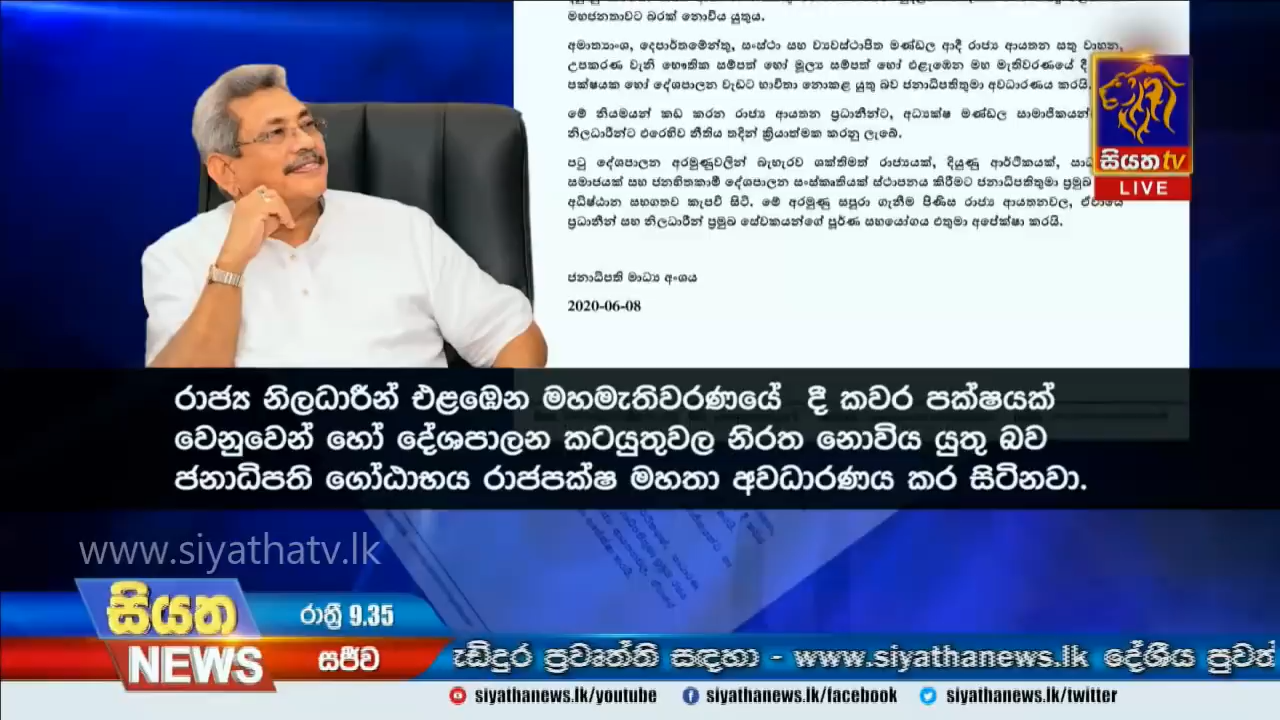 මහජනතාවට බරක් නොවිය යුතුය.
අමාත්‍යාංශ, දෙපාර්තමේන්තු, සංස්ථා සහ ව්‍යවස්ථාපිත මණ්ඩල ආදී රාජ්‍ය ආයතන සතු වාහන,
උපකරණ වැනි භෞතික සම්පත් හෝ මූල්‍ය සම්පත් හෝ එළැඹෙන මහ මැතිවරණයේ දී
පක්ෂයක හෝ දේශපාලන වැඩට භාවිතා නොකළ යුතු බව ජනාධිපතිතුමා අවධාරණය කරයි.
මේ නියමයන් කඩ කරන රාජ්‍ය ආයතන ප්‍රධානීන්ට, අධ්‍යක්ෂ මණ්ඩල සාමාජිකයන්
නිලධාරීන්ට එරෙහිව නීතිය තදින් ක්‍රියාත්මක කරනු ලැබේ.
පටු දේශපාලන අරමුණුවලින් බැහැරව ශක්තිමත් රාජ්‍යයක්, දියුණු ආර්ථිකයක්,
සමාජයක් සහ ජනහිතකාමී දේශපාලන සංස්කෘතියක් ස්ථාපනය කිරීමට ජනාධිපතිතුමා ප්‍රමුඛ
අධිෂ්ඨාන සහගතව කැපවී සිටී. මේ අරමුණු සපුරා ගැනීම පිණිස රාජ්‍ය ආයතනවල,
ප්‍රධානීන් සහ නිලධාරීන් ප්‍රමුඛ සේවකයන්ගේ පූර්ණ සහයෝගය එතුමා අපේක්ෂා කරයි.
ජනාධිපති මාධ්‍ය අංශය
2020-06-08
සියත tv
LIVE
රාජ්‍ය නිලධාරීන් එළඹෙන මහමැතිවරණයේ දී කවර පක්ෂයක්
වෙනුවෙන් හෝ දේශපාලන කටයුතුවල නිරත නොවිය යුතු බව
ජනාධිපති ගෝඨාභය රාජපක්ෂ මහතා අවධාරණය කර සිටිනවා.
www.siyathatv.lk
සියත
NEWS
රාත්‍රී 9.35
සජීව
ප්‍රවෘත්ති සඳහා - www.siyathanews.lk දේශීය පුවත්
siyathanews.lk/youtube siyathanews.lk/facebook siyathanews.lk/twitter